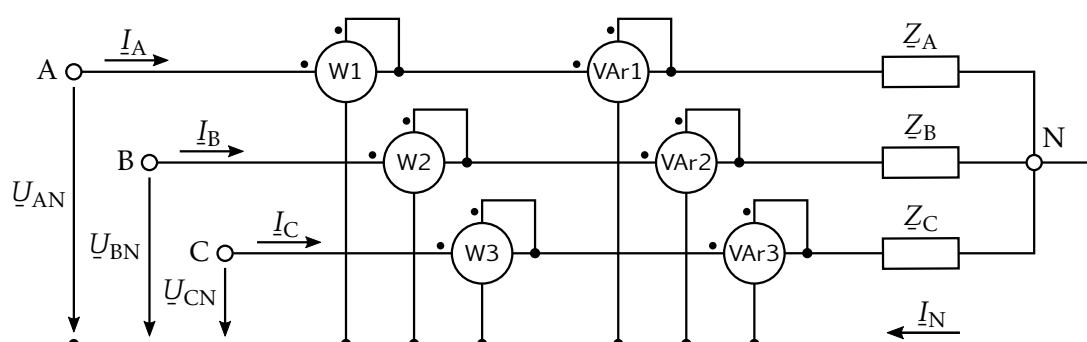 I_A
Z_A
A
W1
VAr1
I_B
Z_B
N
B
W2
VAr2
U_AN
I_C
Z_C
U_BN
C
W3
VAr3
U_CN
I_N